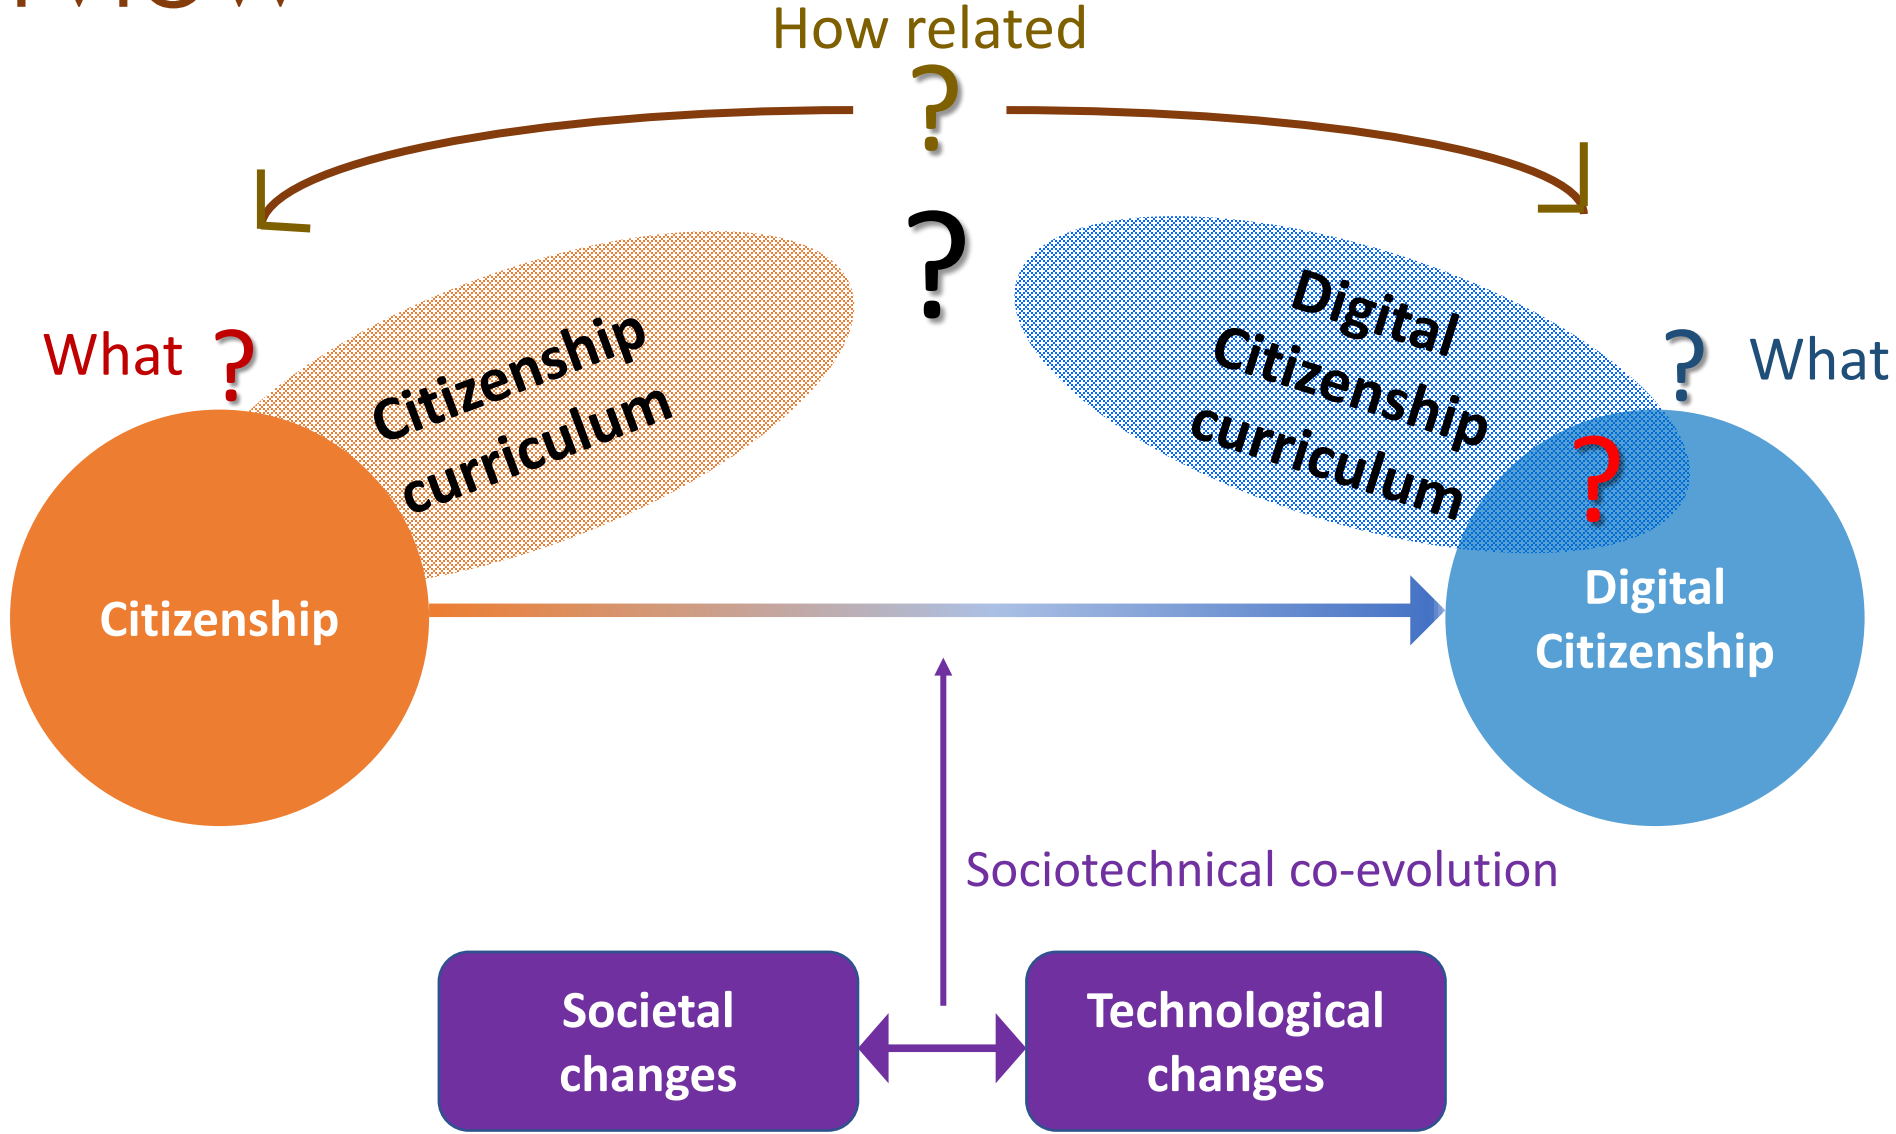 How related
?
?
What ?
Citizenship
curriculum
Digital
Citizenship
curriculum
? What
?
Citizenship
Digital
Citizenship
Sociotechnical co-evolution
Societal
changes
Technological
changes